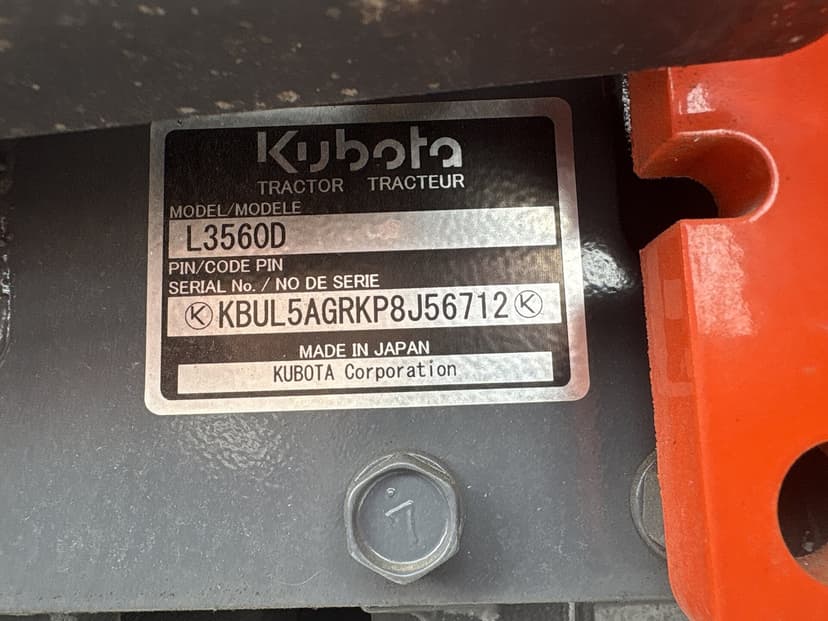 Kubota
TRACTOR TRACTEUR
MODEL/MODELE
L3560D
PIN/CODE PIN
SERIAL No. / NO DE SERIE
Ⓚ KBUL5AGRKP8J56712 Ⓚ
MADE IN JAPAN
KUBOTA Corporation
7